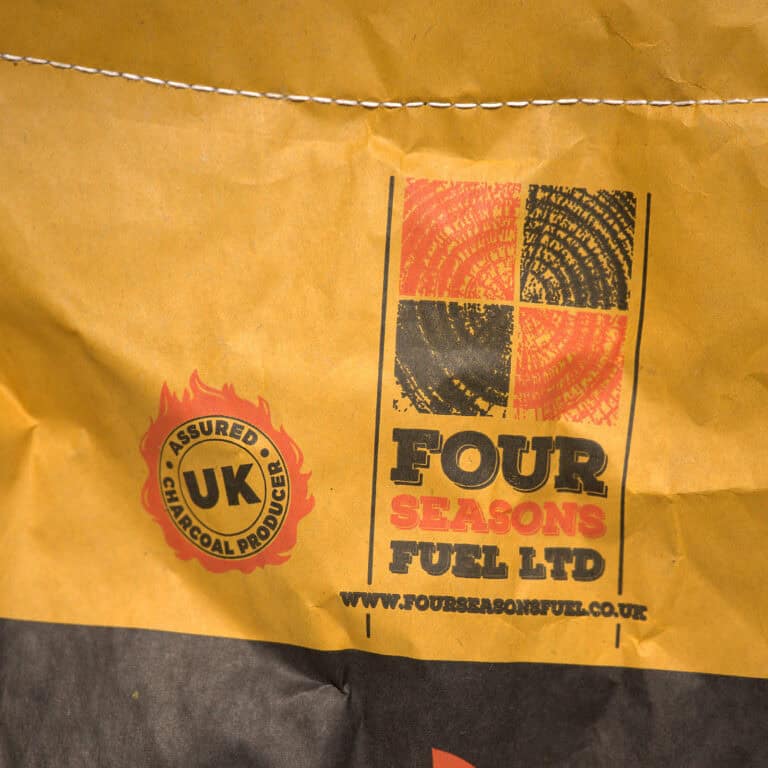 ASSURED
UK
CHARCOAL PRODUCER
FOUR
SEASONS
FUEL LTD
WWW.FOURSEASONSFUEL.CO.UK